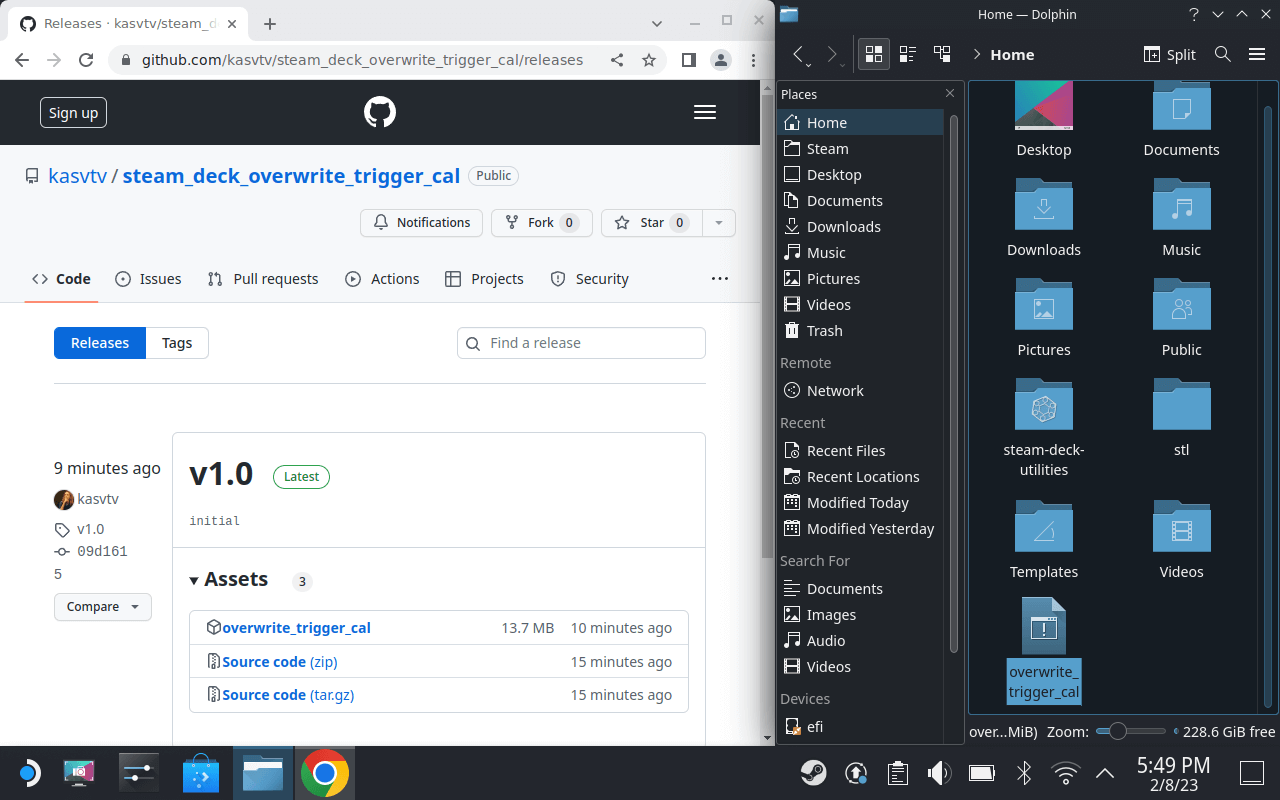 Releases · kasvtv/steam_d
github.com/kasvtv/steam_deck_overwrite_trigger_cal/releases
Sign up
kasvtv / steam_deck_overwrite_trigger_cal Public
Notifications
Fork 0
Star 0
Code
Issues
Pull requests
Actions
Projects
Security
Releases
Tags
Find a release
9 minutes ago
kasvtv
v1.0
09d161
5
Compare
v1.0 Latest
initial
Assets 3
overwrite_trigger_cal 13.7 MB 10 minutes ago
Source code (zip) 15 minutes ago
Source code (tar.gz) 15 minutes ago
Home — Dolphin
Home
Split
Places
Home
Steam
Desktop
Documents
Downloads
Music
Pictures
Videos
Trash
Remote
Network
Recent
Recent Files
Recent Locations
Modified Today
Modified Yesterday
Search For
Documents
Images
Audio
Videos
Devices
efi
Desktop
Documents
Downloads
Music
Pictures
Public
steam-deck-
utilities
stl
Templates
Videos
overwrite_
trigger_cal
over...MiB) Zoom: 228.6 GiB free
5:49 PM
2/8/23